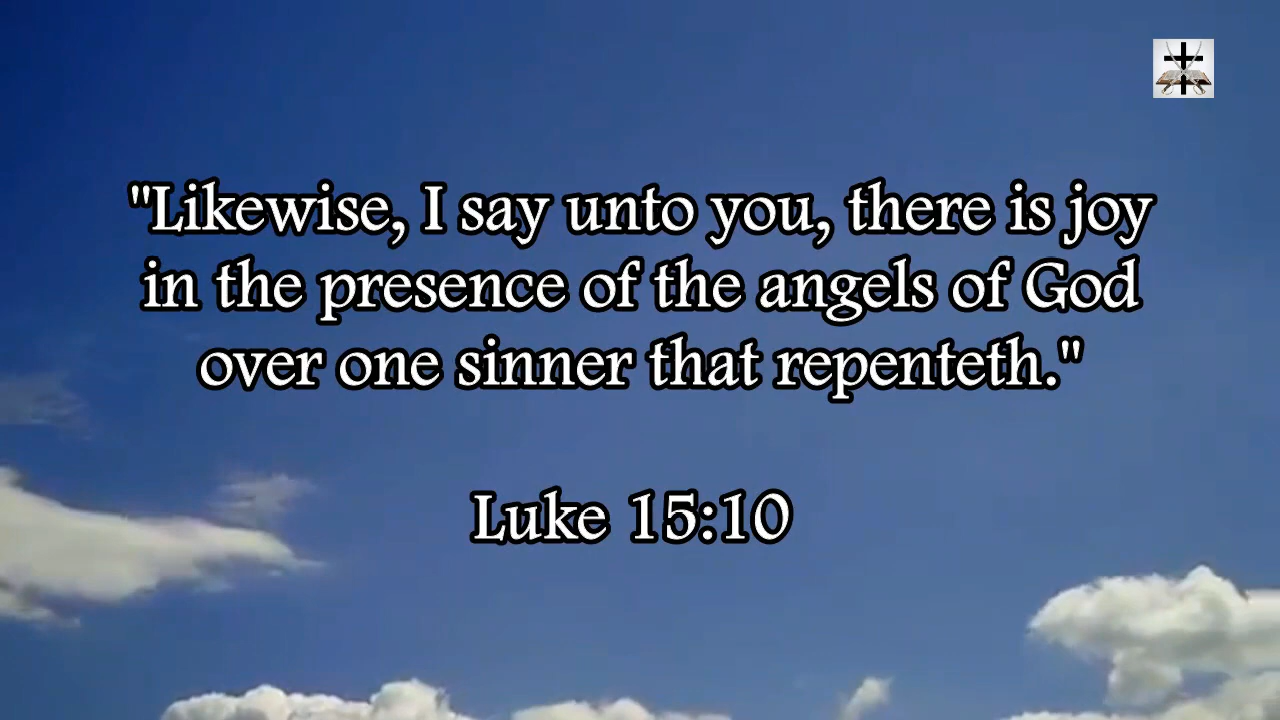 "Likewise, I say unto you, there is joy
in the presence of the angels of God
over one sinner that repenteth."
Luke 15:10